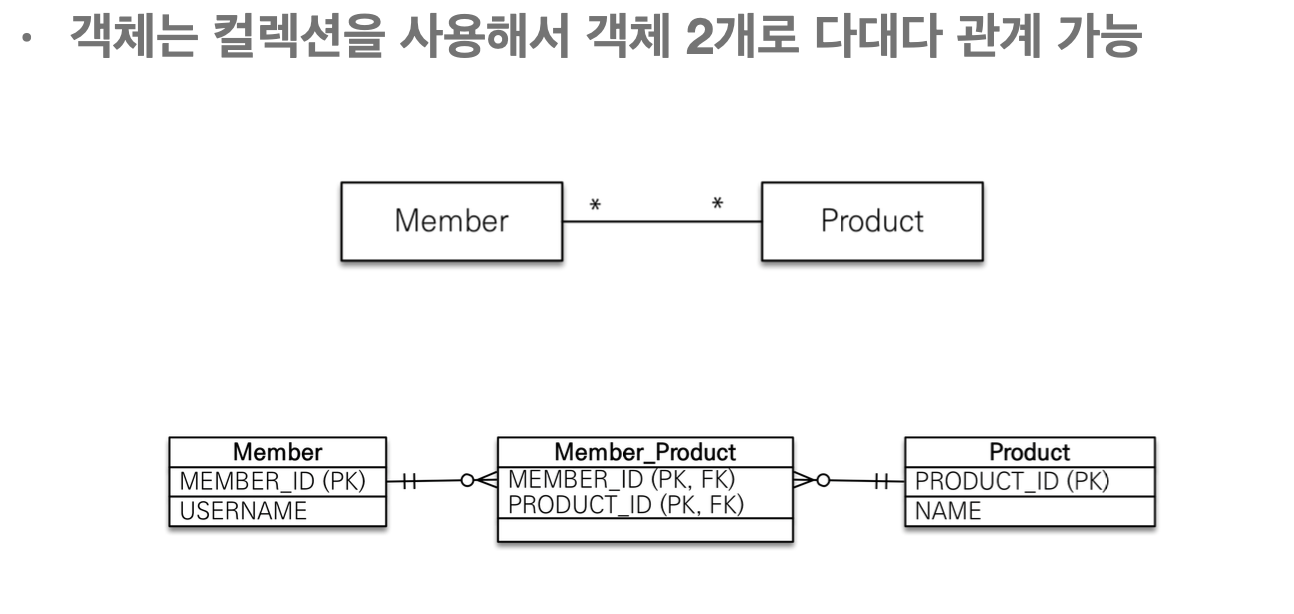 · 객체는 컬렉션을 사용해서 객체 2개로 다대다 관계 가능
Member * * Product
Member
MEMBER_ID (PK)
USERNAME
Member_Product
MEMBER_ID (PK, FK)
PRODUCT_ID (PK, FK)
Product
PRODUCT_ID (PK)
NAME